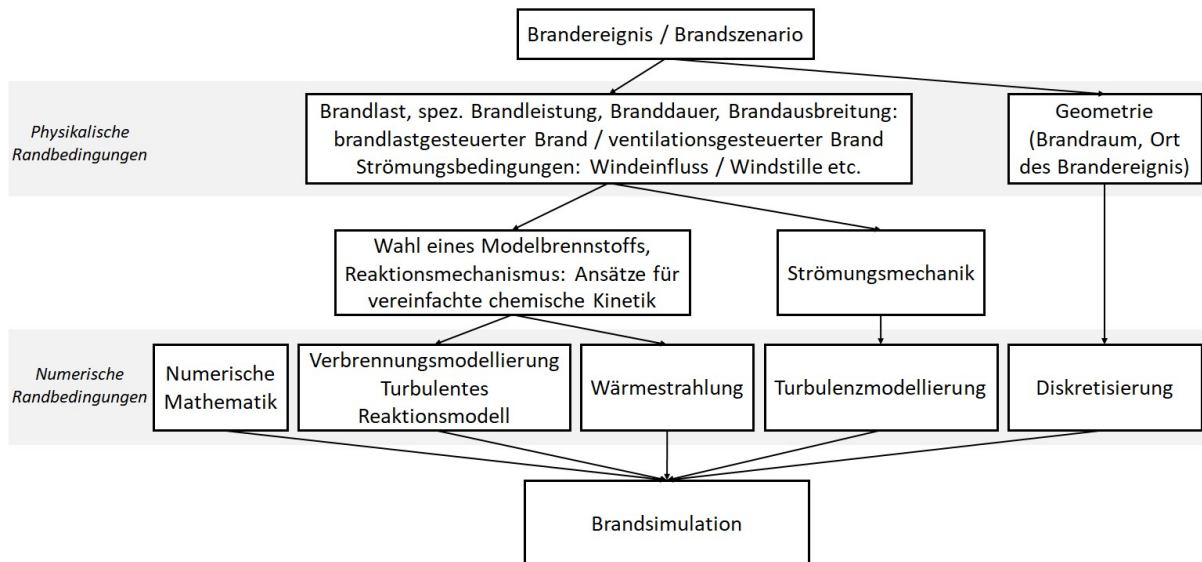 Brandereignis / Brandszenario
Physikalische
Randbedingungen
Brandlast, spez. Brandleistung, Branddauer, Brandausbreitung:
brandlastgesteuerter Brand / ventilationsgesteuerter Brand
Strömungsbedingungen: Windeinfluss / Windstille etc.
Geometrie
(Brandraum, Ort
des Brandereignis)
Wahl eines Modelbrennstoffs,
Reaktionsmechanismus: Ansätze für
vereinfachte chemische Kinetik
Strömungsmechanik
Numerische
Randbedingungen
Numerische
Mathematik
Verbrennungsmodellierung
Turbulentes
Reaktionsmodell
Wärmestrahlung
Turbulenzmodellierung
Diskretisierung
Brandsimulation